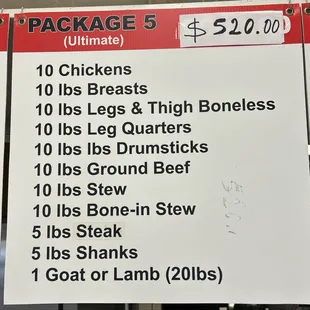 PACKAGE 5
(Ultimate)
$ 520.00
10 Chickens
10 lbs Breasts
10 lbs Legs & Thigh Boneless
10 lbs Leg Quarters
10 lbs lbs Drumsticks
10 lbs Ground Beef
10 lbs Stew
10 lbs Bone-in Stew
5 lbs Steak
5 lbs Shanks
1 Goat or Lamb (20lbs)